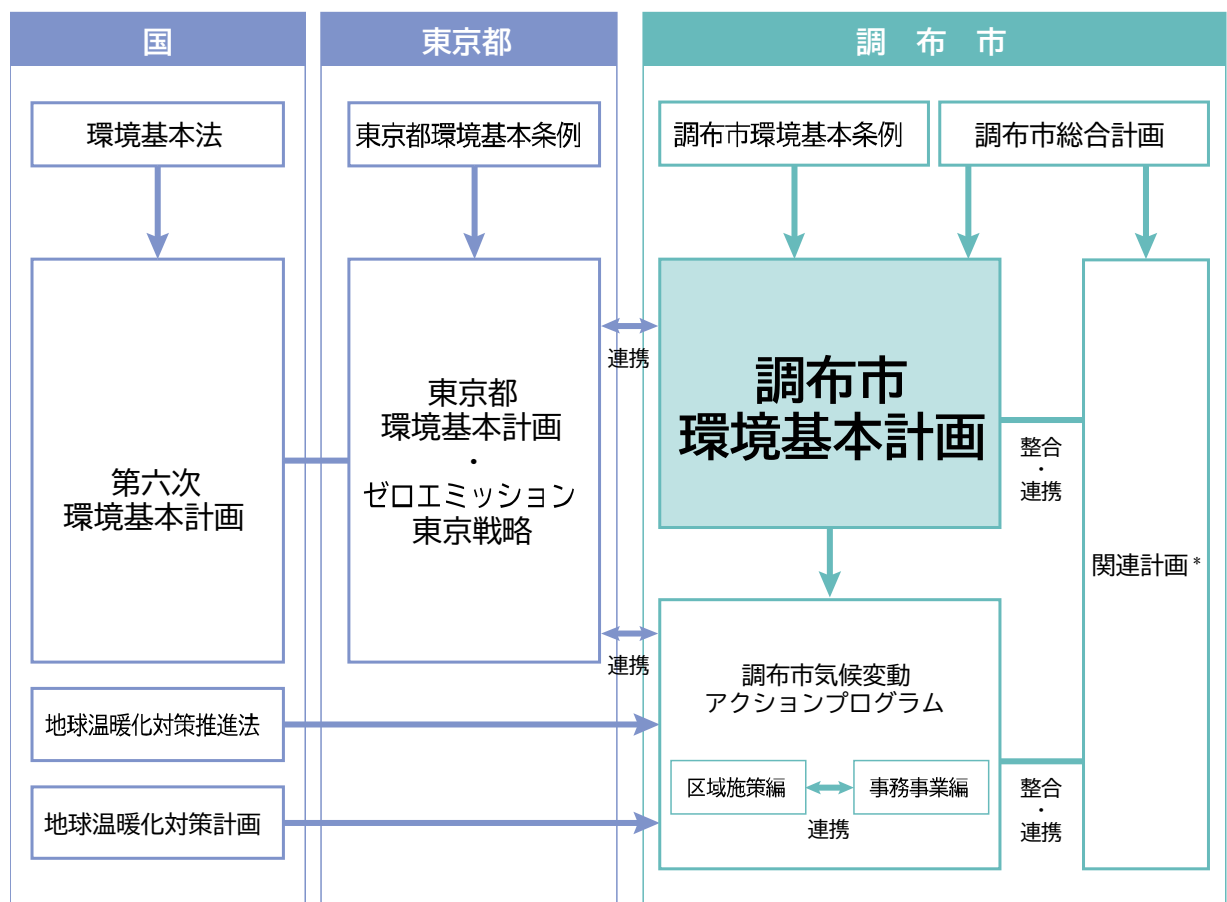 国
東京都
調 布 市
環境基本法
東京都環境基本条例
調布市環境基本条例
調布市総合計画
第六次
環境基本計画
東京都
環境基本計画
・
ゼロエミッション
東京戦略
連携
連携
調布市
環境基本計画
整合
・
連携
関連計画*
地球温暖化対策推進法
地球温暖化対策計画
調布市気候変動
アクションプログラム
区域施策編
事務事業編
連携
整合
・
連携